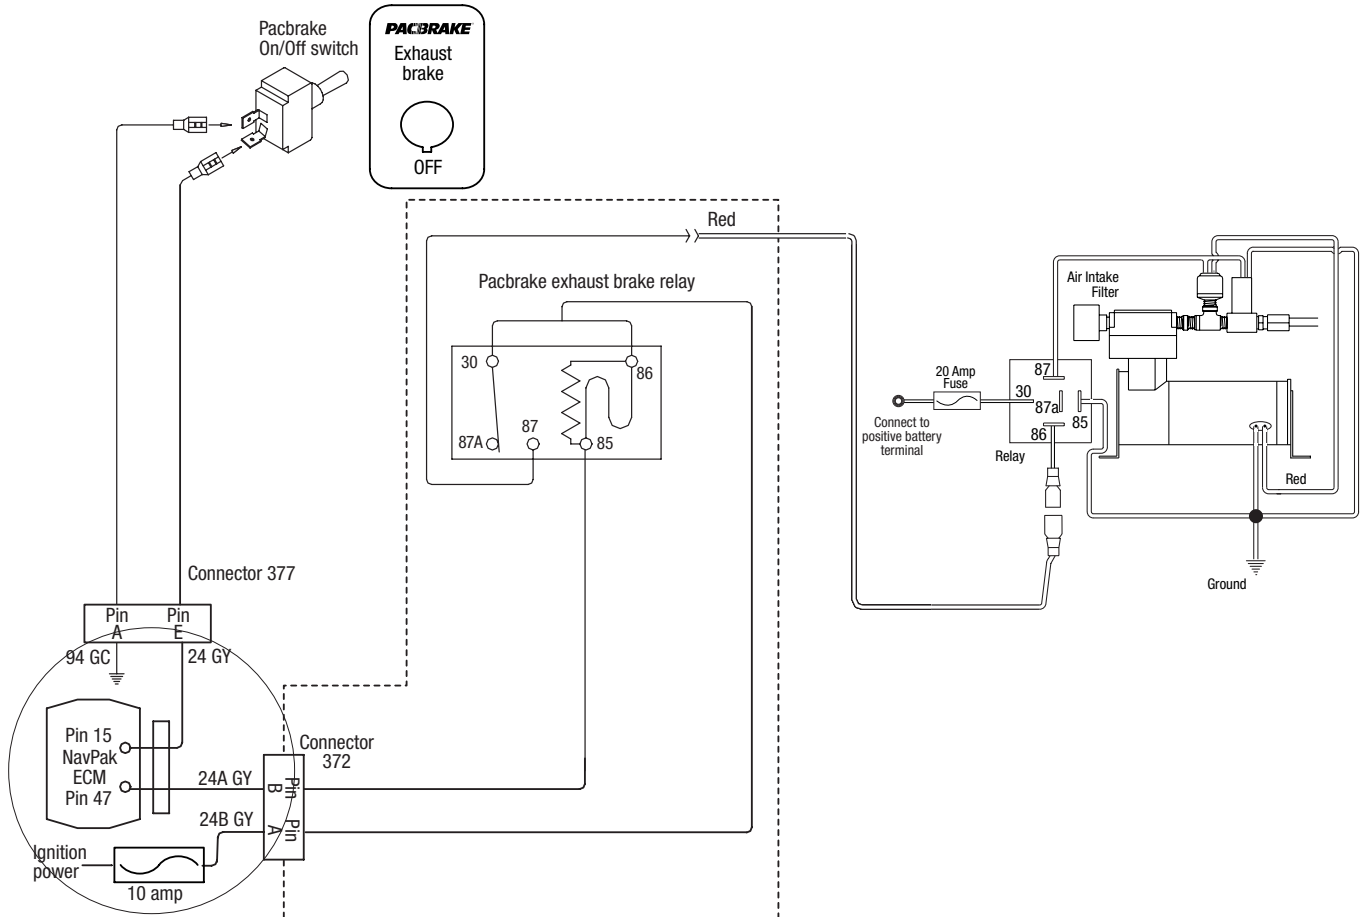 Pacbrake
On/Off switch
PACBRAKE
Exhaust
brake
OFF
Red
Pacbrake exhaust brake relay
30
86
87A
87
85
Air Intake
Filter
20 Amp
Fuse
87
30
87a
85
86
Connect to
positive battery
terminal
Relay
Red
Ground
Connector 377
Pin
A
Pin
E
94 GC
24 GY
Pin 15
NavPak
ECM
Pin 47
Connector
372
24A GY
Pin
B
24B GY
Pin
A
Ignition
power
10 amp